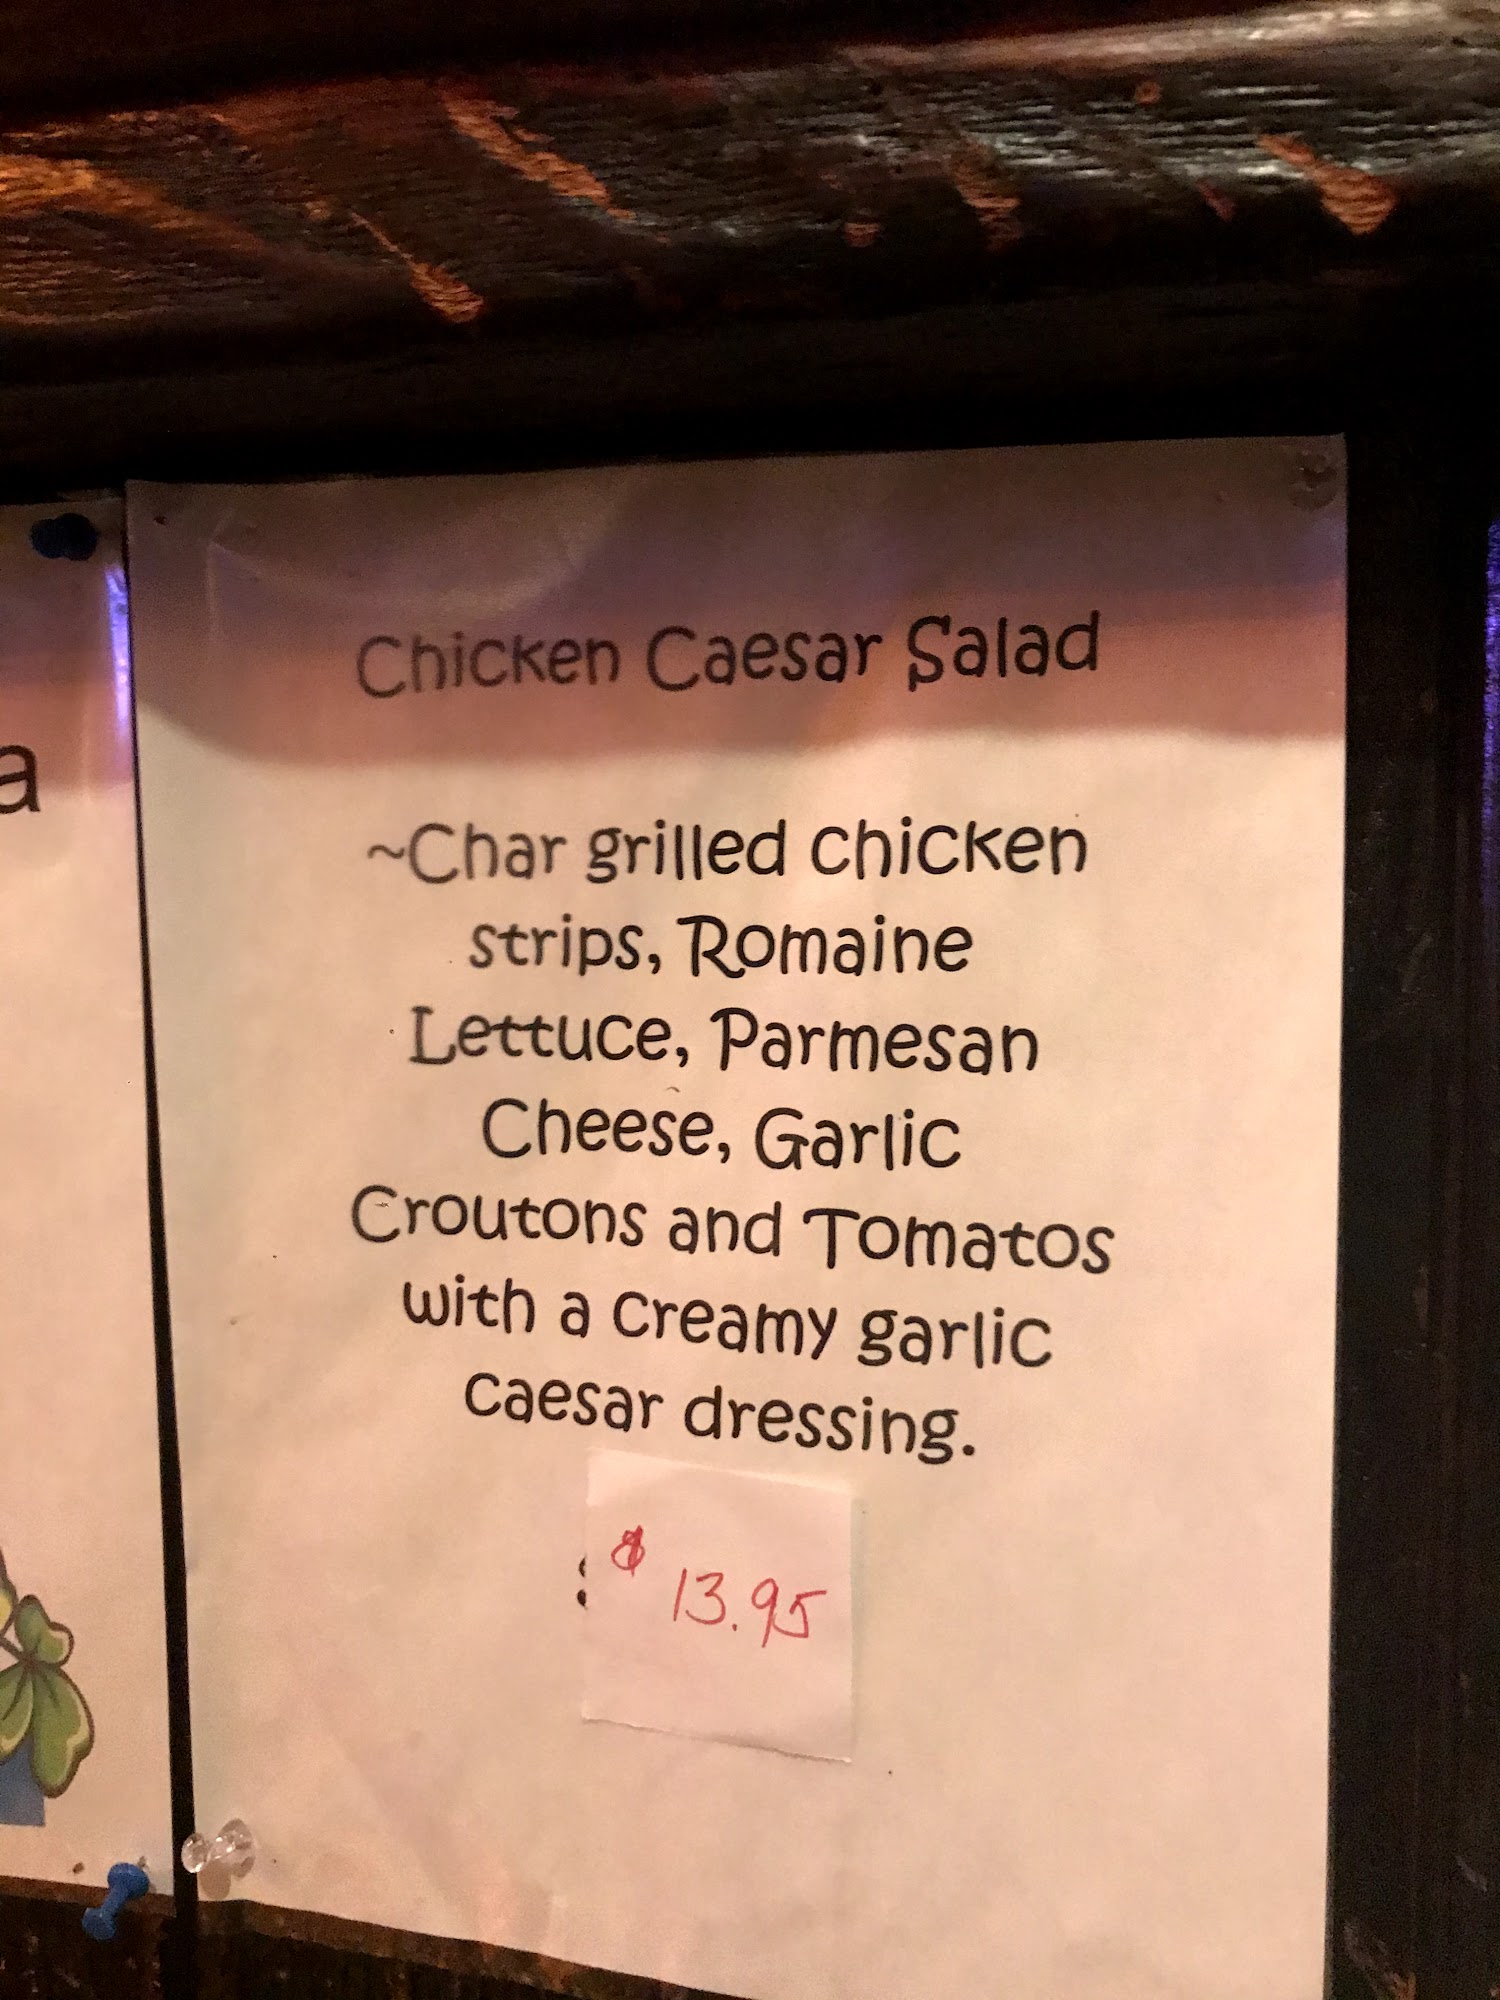 Chicken Caesar Salad
~Char grilled chicken
strips, Romaine
Lettuce, Parmesan
Cheese, Garlic
Croutons and Tomatos
with a creamy garlic
caesar dressing.
$ 13.95
a